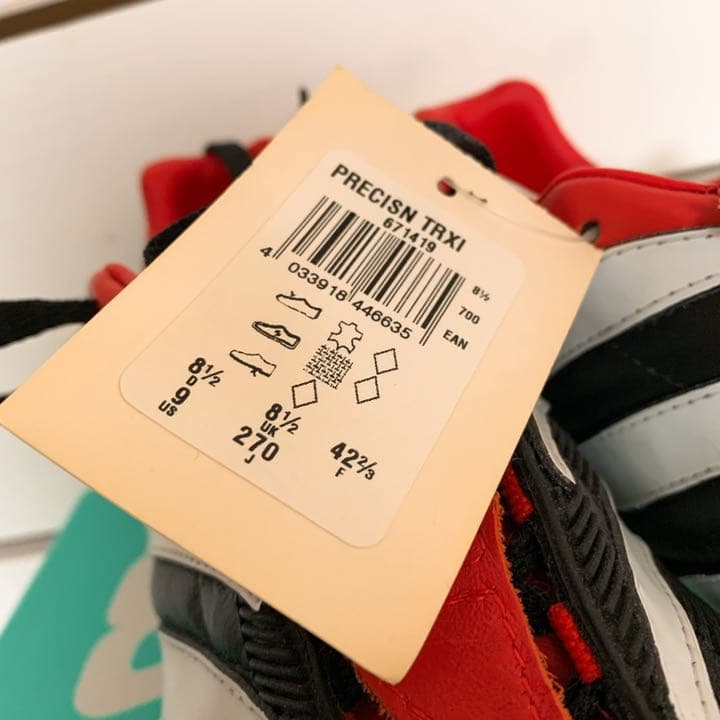 PRECISN TRXI
671419
4 033918 446635
8½
700
EAN
8½
D
9
US
8½
UK
270
J
42⅔
F